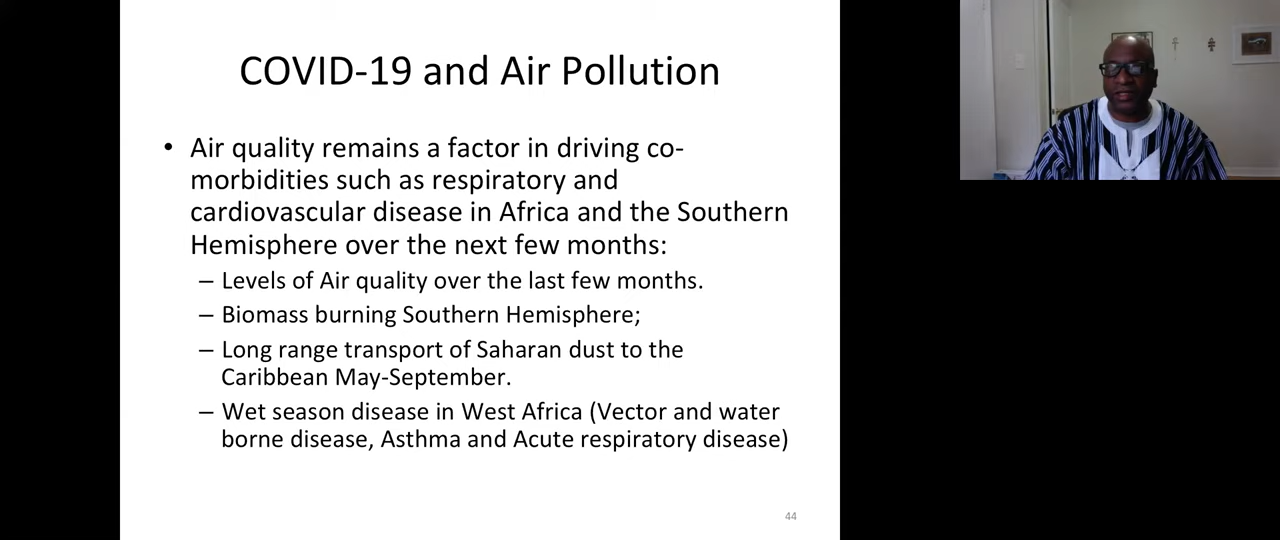 COVID-19 and Air Pollution
• Air quality remains a factor in driving co-
morbidities such as respiratory and
cardiovascular disease in Africa and the Southern
Hemisphere over the next few months:
– Levels of Air quality over the last few months.
– Biomass burning Southern Hemisphere;
– Long range transport of Saharan dust to the
Caribbean May-September.
– Wet season disease in West Africa (Vector and water
borne disease, Asthma and Acute respiratory disease)
44